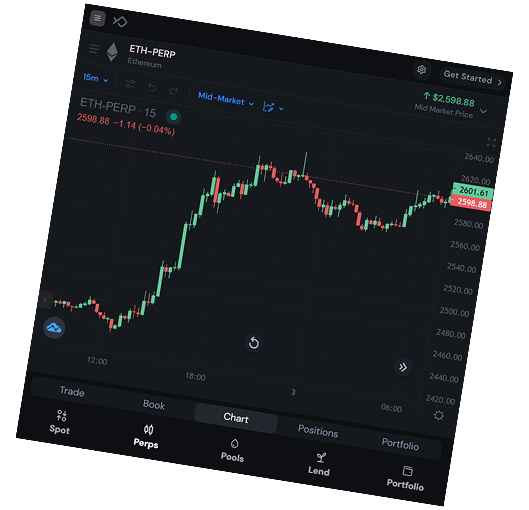 ETH-PERP
Ethereum
Get Started
15m
Mid-Market
$2,598.88
Mid Market Price
ETH-PERP · 15
2598.88 −1.14 (−0.04%)
2640.00
2620.00
2601.61
2598.88
2580.00
2560.00
2540.00
2520.00
2500.00
2480.00
2460.00
2440.00
2420.00
12:00
18:00
3
06:00
Trade
Book
Chart
Positions
Portfolio
Spot
Perps
Pools
Lend
Portfolio